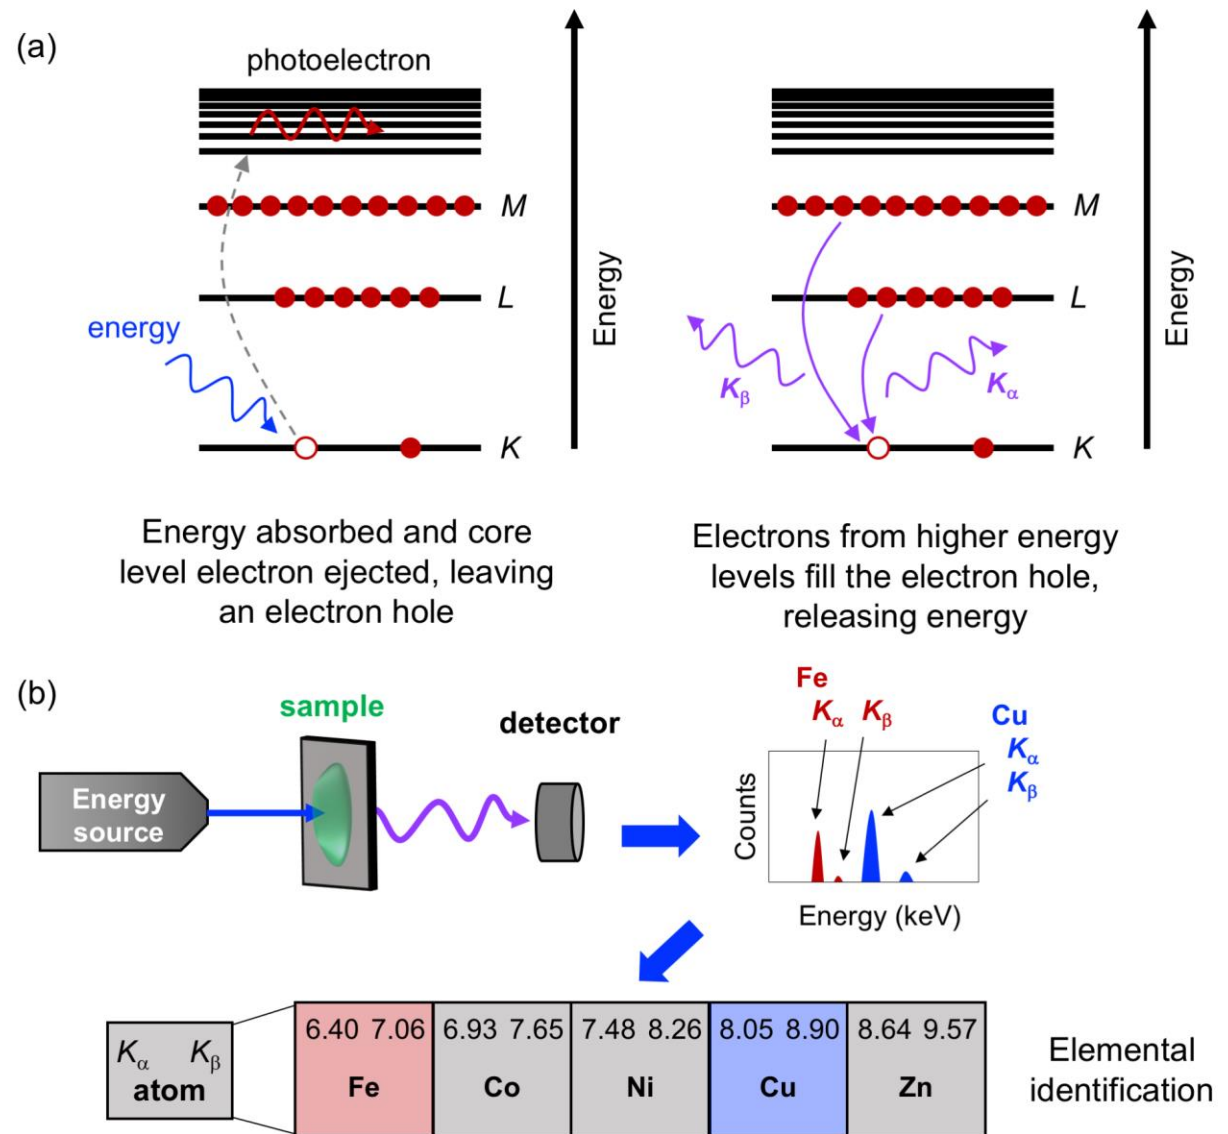 (a)
photoelectron
M
L
energy
K
Energy
M
L
Kβ
Kα
K
Energy
Energy absorbed and core
level electron ejected, leaving
an electron hole
Electrons from higher energy
levels fill the electron hole,
releasing energy
(b)
Energy
source
sample
detector
Fe
Kα Kβ
Cu
Kα
Kβ
Counts
Energy (keV)
Kα Kβ
atom
6.40 7.06
Fe
6.93 7.65
Co
7.48 8.26
Ni
8.05 8.90
Cu
8.64 9.57
Zn
Elemental
identification